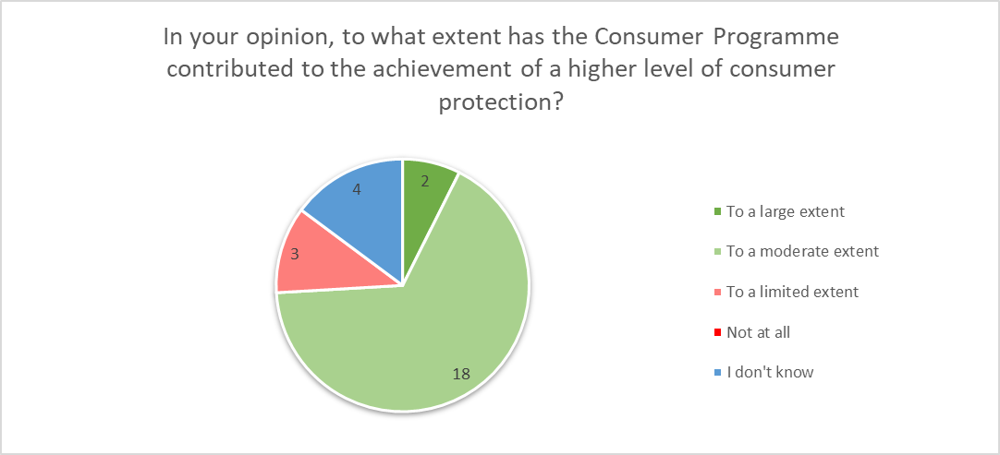 In your opinion, to what extent has the Consumer Programme
contributed to the achievement of a higher level of consumer
protection?
2
4
3
18
To a large extent
To a moderate extent
To a limited extent
Not at all
I don't know